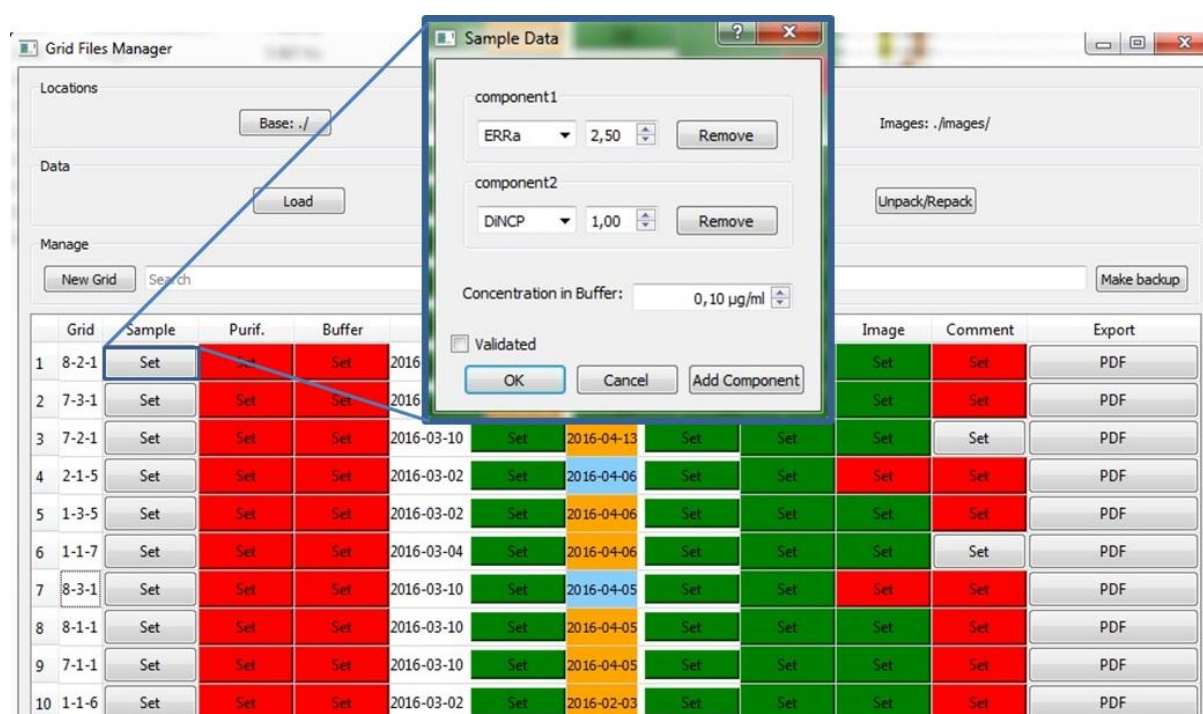 Grid Files Manager
Sample Data
?
X
X
Locations
Base: ./
Images: ./images/
component1
ERRa 2,50 Remove
Data
Load
Unpack/Repack
component2
DiNCP 1,00 Remove
Manage
New Grid Search Make backup
Concentration in Buffer: 0,10 µg/ml
Validated
OK Cancel Add Component
Grid Sample Purif. Buffer Image Comment Export
1 8-2-1 Set Set Set 2016 Set Set PDF
2 7-3-1 Set Set Set 2016 Set Set PDF
3 7-2-1 Set Set Set 2016-03-10 Set 2016-04-13 Set Set Set Set PDF
4 2-1-5 Set Set Set 2016-03-02 Set 2016-04-06 Set Set Set Set PDF
5 1-3-5 Set Set Set 2016-03-02 Set 2016-04-06 Set Set Set Set PDF
6 1-1-7 Set Set Set 2016-03-04 Set 2016-04-06 Set Set Set Set PDF
7 8-3-1 Set Set Set 2016-03-10 Set 2016-04-05 Set Set Set Set PDF
8 8-1-1 Set Set Set 2016-03-10 Set 2016-04-05 Set Set Set Set PDF
9 7-1-1 Set Set Set 2016-03-10 Set 2016-04-05 Set Set Set Set PDF
10 1-1-6 Set Set Set 2016-03-02 Set 2016-02-03 Set Set Set Set PDF